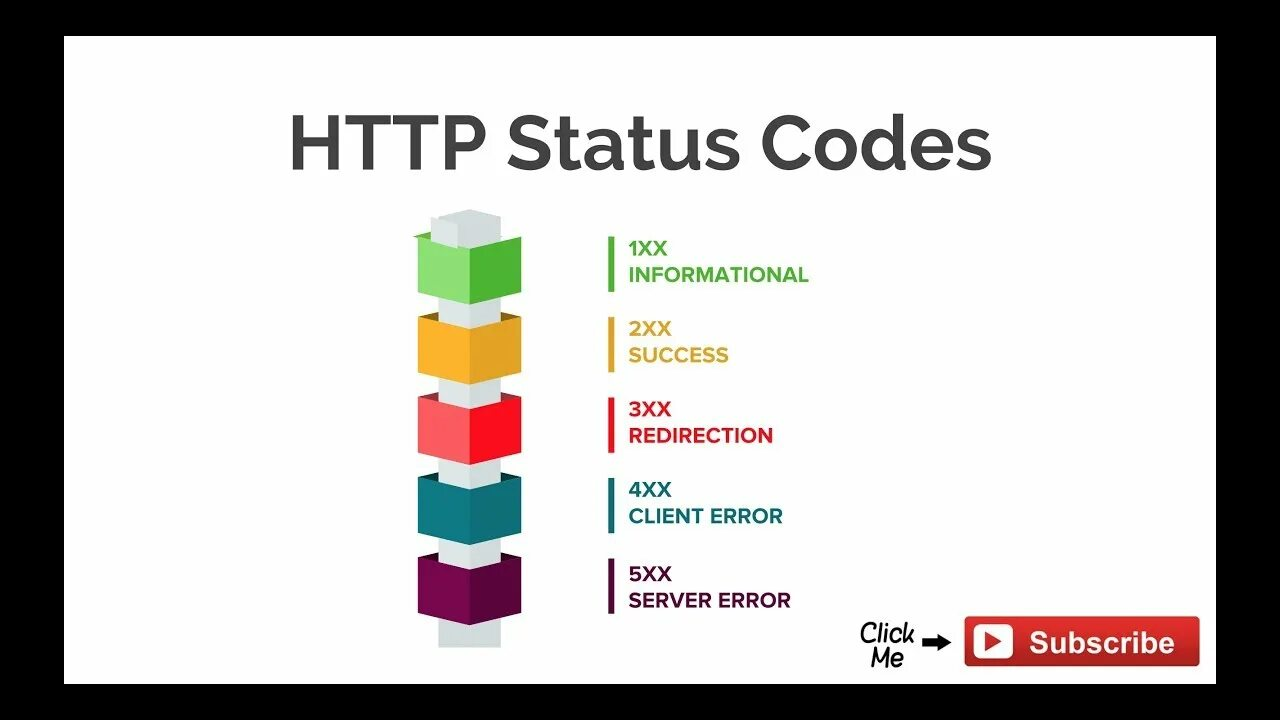 HTTP Status Codes
1XX
INFORMATIONAL
2XX
SUCCESS
3XX
REDIRECTION
4XX
CLIENT ERROR
5XX
SERVER ERROR
Click
Me
Subscribe